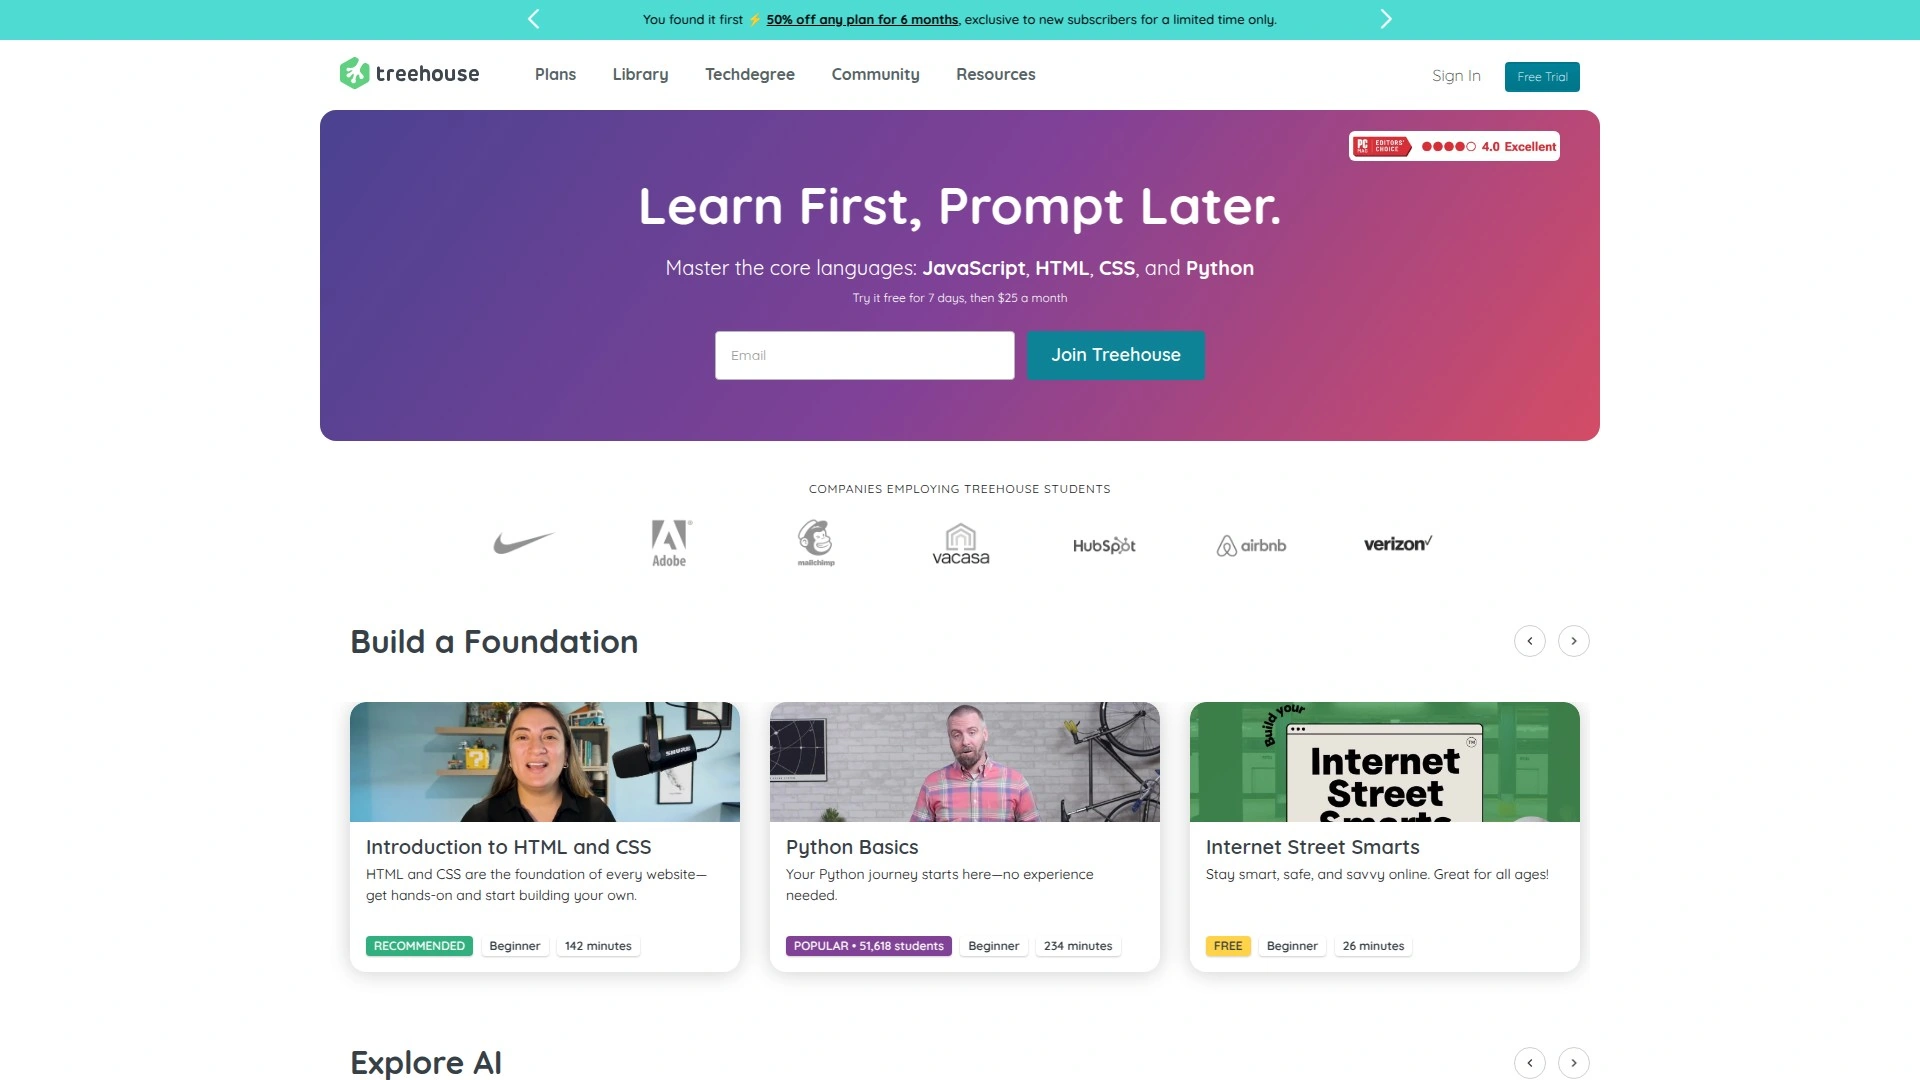 You found it first ⚡ 50% off any plan for 6 months, exclusive to new subscribers for a limited time only.
treehouse
Plans
Library
Techdegree
Community
Resources
Sign In
Free Trial
PC MAG EDITORS' CHOICE 4.0 Excellent
Learn First, Prompt Later.
Master the core languages: JavaScript, HTML, CSS, and Python
Try it free for 7 days, then $25 a month
Email
Join Treehouse
COMPANIES EMPLOYING TREEHOUSE STUDENTS
Adobe
mailchimp
vacasa
HubSpot
airbnb
verizon
Build a Foundation
SHURE
Build your
Internet
Street
Smarts
TM
Introduction to HTML and CSS
HTML and CSS are the foundation of every website—
get hands-on and start building your own.
RECOMMENDED
Beginner
142 minutes
Python Basics
Your Python journey starts here—no experience
needed.
POPULAR • 51,618 students
Beginner
234 minutes
Internet Street Smarts
Stay smart, safe, and savvy online. Great for all ages!
FREE
Beginner
26 minutes
Explore AI